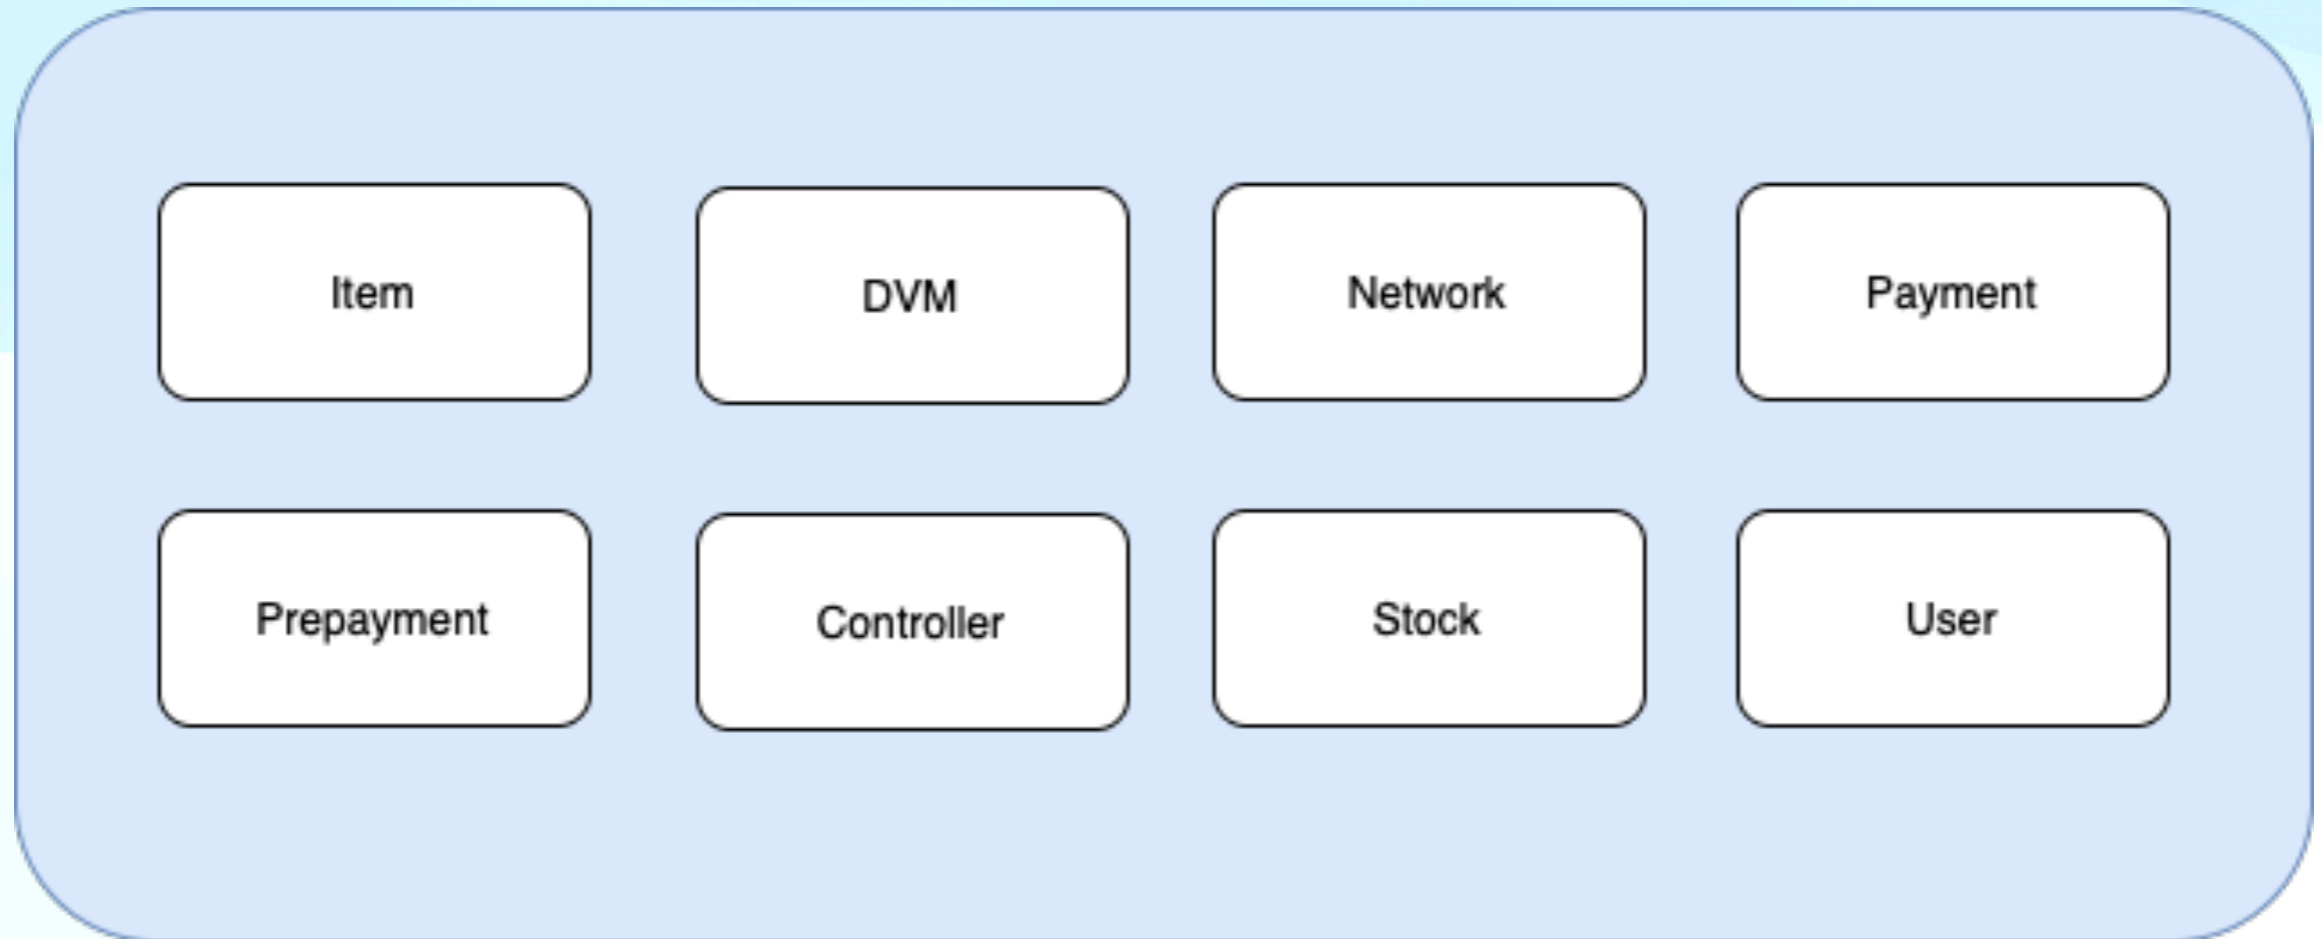 Item
DVM
Network
Payment
Prepayment
Controller
Stock
User